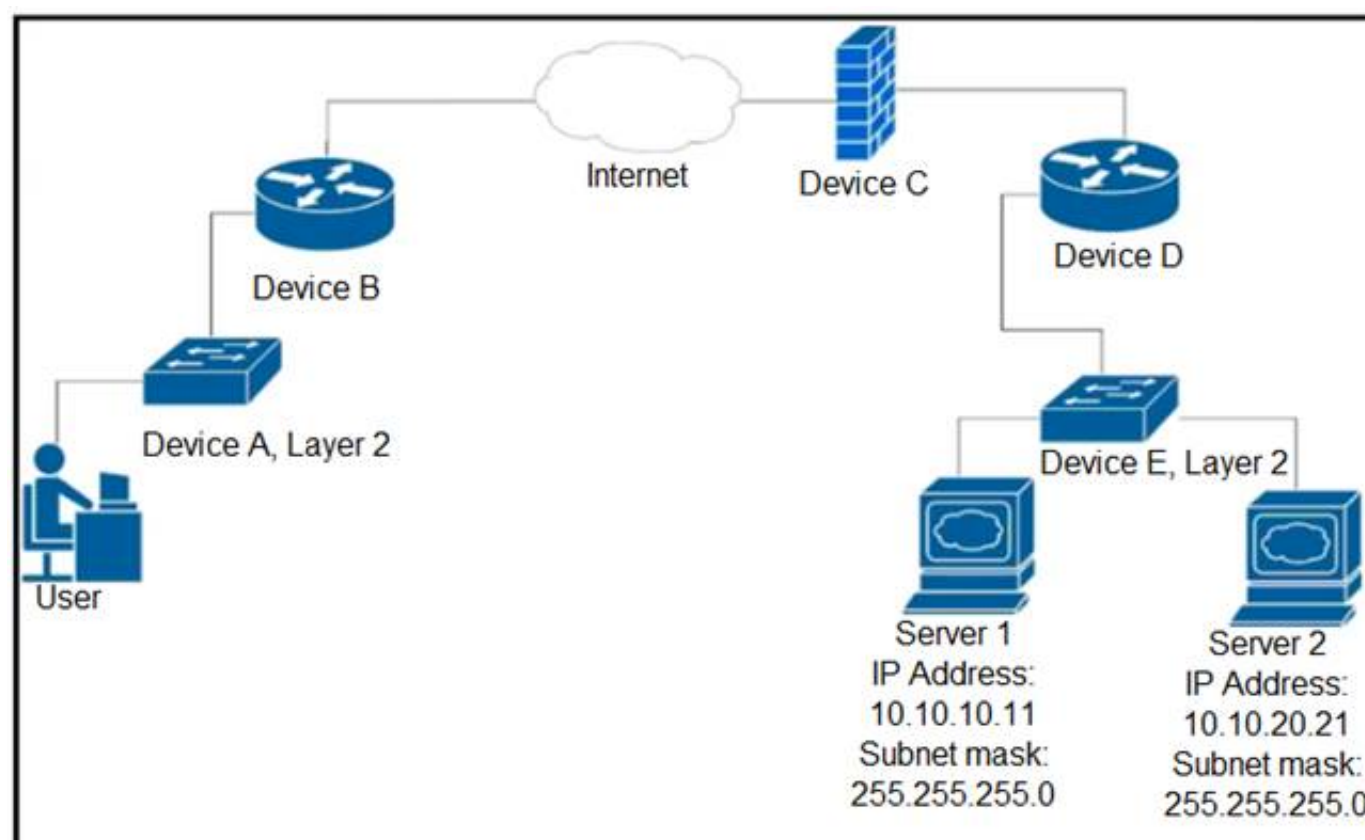 Internet
Device C
Device B
Device D
Device A, Layer 2
Device E, Layer 2
User
Server 1
IP Address:
10.10.10.11
Subnet mask:
255.255.255.0
Server 2
IP Address:
10.10.20.21
Subnet mask:
255.255.255.0